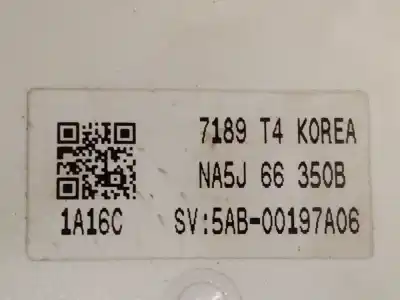 7189 T4 KOREA
NA5J 66 350B
1A16C SV:5AB-00197A06